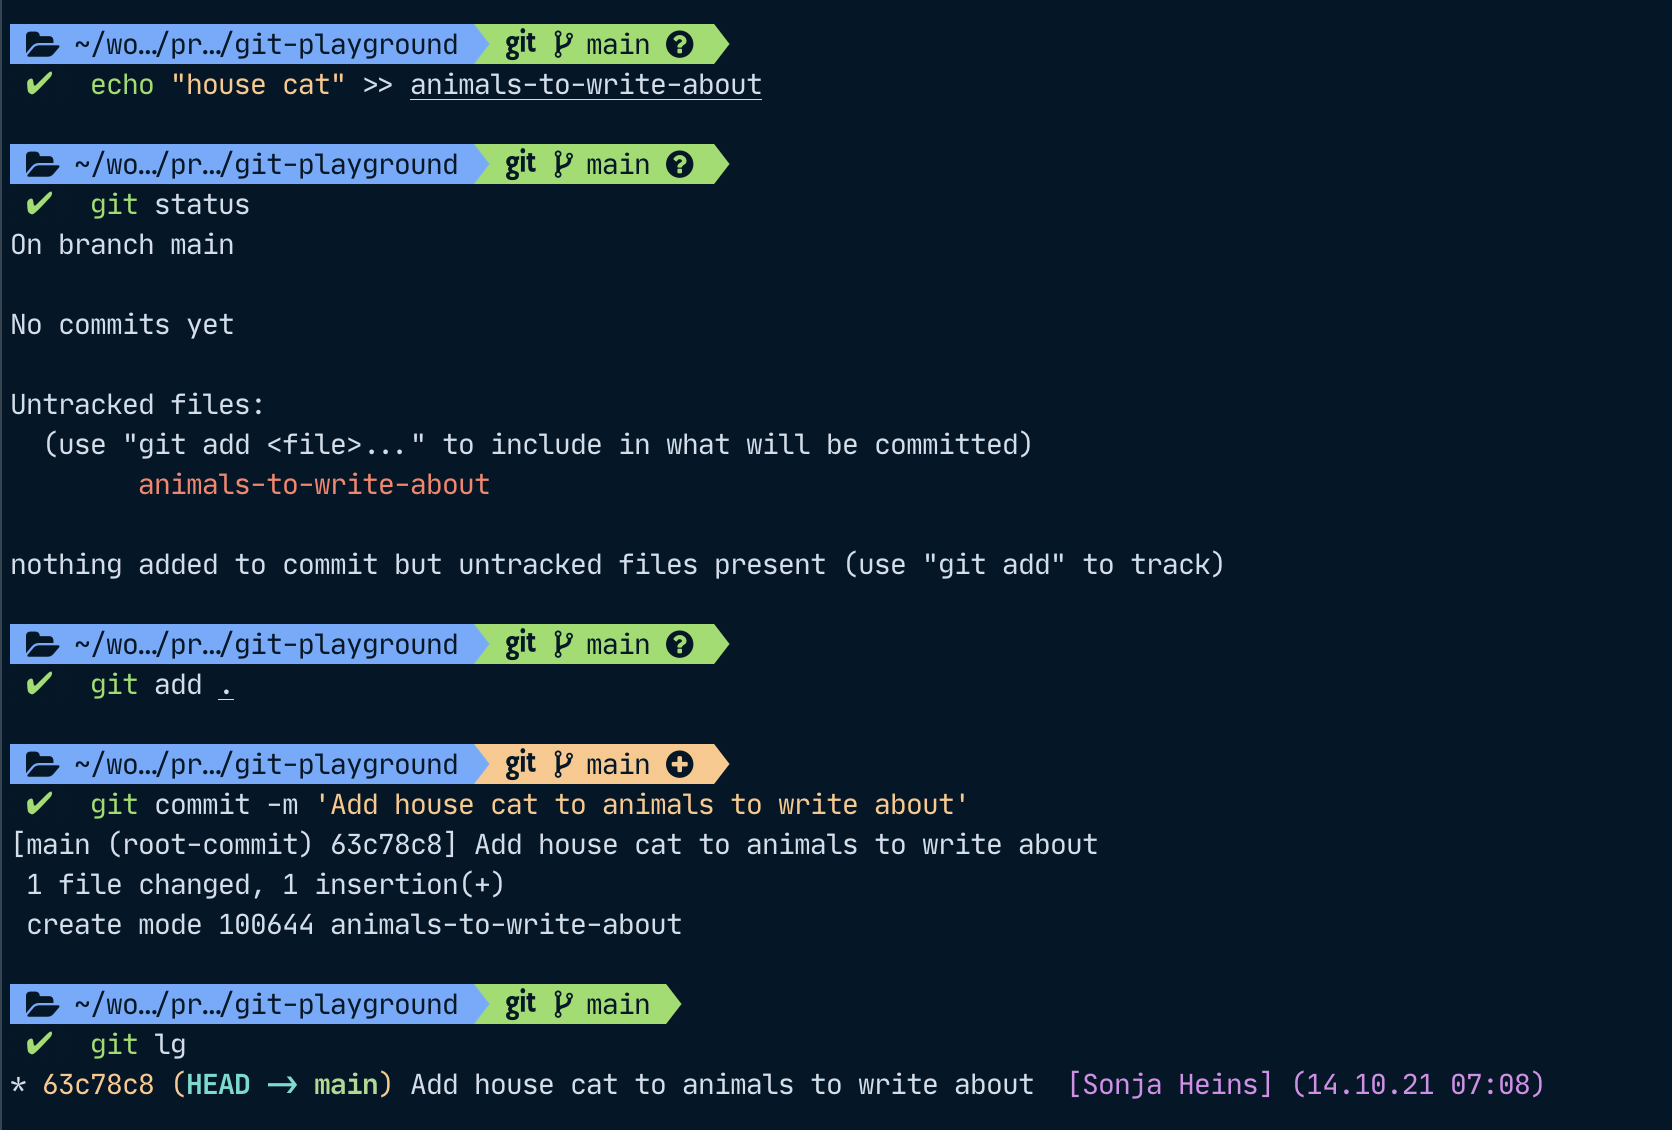 ~/wo…/pr…/git-playground git main ?
✔ echo "house cat" >> animals-to-write-about
~/wo…/pr…/git-playground git main ?
✔ git status
On branch main
No commits yet
Untracked files:
(use "git add <file>..." to include in what will be committed)
animals-to-write-about
nothing added to commit but untracked files present (use "git add" to track)
~/wo…/pr…/git-playground git main ?
✔ git add .
~/wo…/pr…/git-playground git main +
✔ git commit -m 'Add house cat to animals to write about'
[main (root-commit) 63c78c8] Add house cat to animals to write about
1 file changed, 1 insertion(+)
create mode 100644 animals-to-write-about
~/wo…/pr…/git-playground git main
✔ git lg
* 63c78c8 (HEAD -> main) Add house cat to animals to write about [Sonja Heins] (14.10.21 07:08)